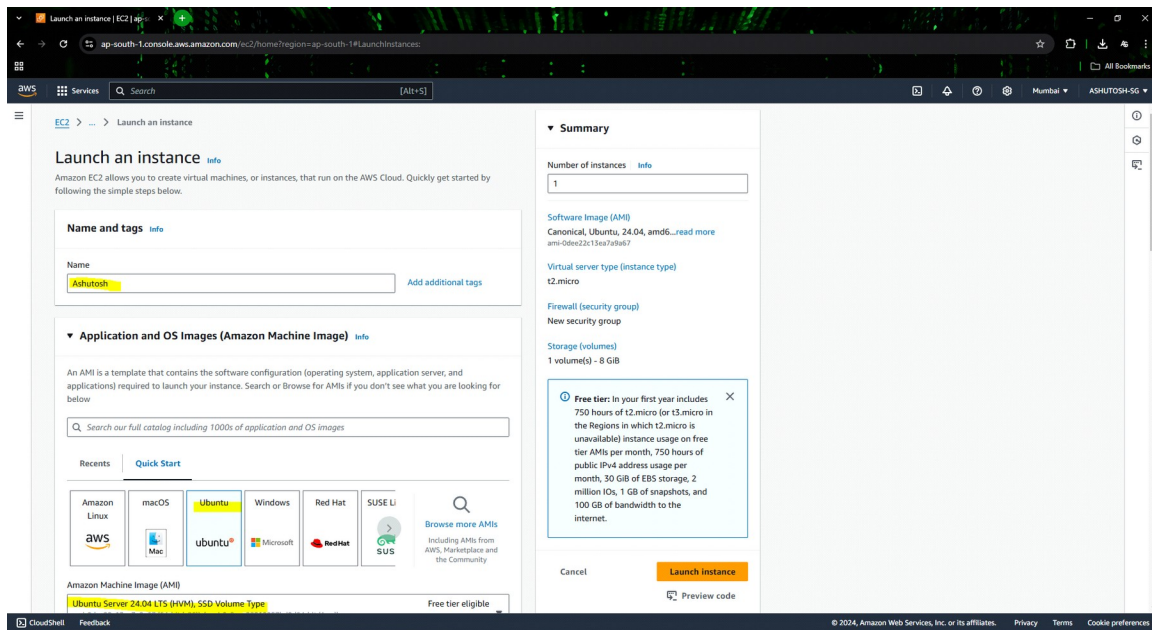 Launch an instance | EC2 | ap-so
ap-south-1.console.aws.amazon.com/ec2/home?region=ap-south-1#LaunchInstances:
All Bookmarks
aws
Services
Search
[Alt+S]
Mumbai
ASHUTOSH-SG
EC2 > ... > Launch an instance
Launch an instance Info
Amazon EC2 allows you to create virtual machines, or instances, that run on the AWS Cloud. Quickly get started by
following the simple steps below.
Name and tags Info
Name
Ashutosh
Add additional tags
Application and OS Images (Amazon Machine Image) Info
An AMI is a template that contains the software configuration (operating system, application server, and
applications) required to launch your instance. Search or Browse for AMIs if you don't see what you are looking for
below
Search our full catalog including 1000s of application and OS images
Recents
Quick Start
Amazon
Linux
aws
macOS
Mac
Ubuntu
ubuntu
Windows
Microsoft
Red Hat
RedHat
SUSE Li
SUS
Browse more AMIs
Including AMIs from
AWS, Marketplace and
the Community
Amazon Machine Image (AMI)
Ubuntu Server 24.04 LTS (HVM), SSD Volume Type
Free tier eligible
Summary
Number of instances Info
1
Software Image (AMI)
Canonical, Ubuntu, 24.04, amd6...read more
ami-0dee22c13ea7a9a67
Virtual server type (instance type)
t2.micro
Firewall (security group)
New security group
Storage (volumes)
1 volume(s) - 8 GiB
Free tier: In your first year includes
750 hours of t2.micro (or t3.micro in
the Regions in which t2.micro is
unavailable) instance usage on free
tier AMIs per month, 750 hours of
public IPv4 address usage per
month, 30 GiB of EBS storage, 2
million IOs, 1 GB of snapshots, and
100 GB of bandwidth to the
internet.
Cancel
Launch instance
Preview code
CloudShell
Feedback
© 2024, Amazon Web Services, Inc. or its affiliates.
Privacy
Terms
Cookie preferences